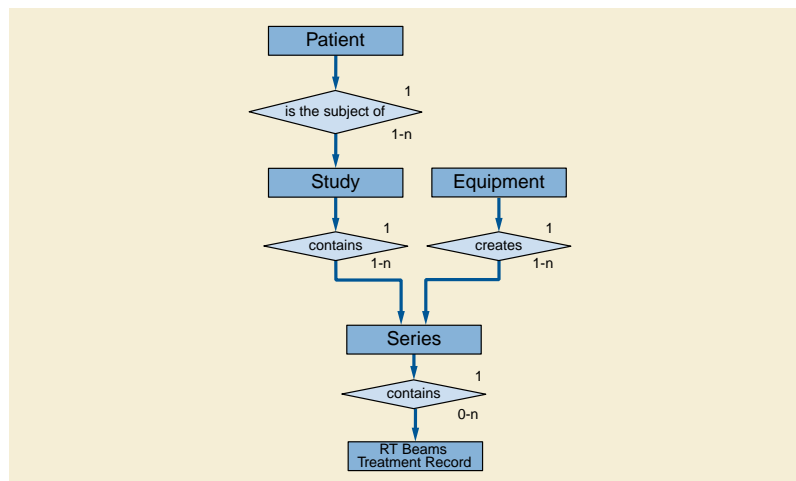 Patient
1
is the subject of
1-n
Study
Equipment
1
1
contains
creates
1-n
1-n
Series
1
contains
0-n
RT Beams
Treatment Record